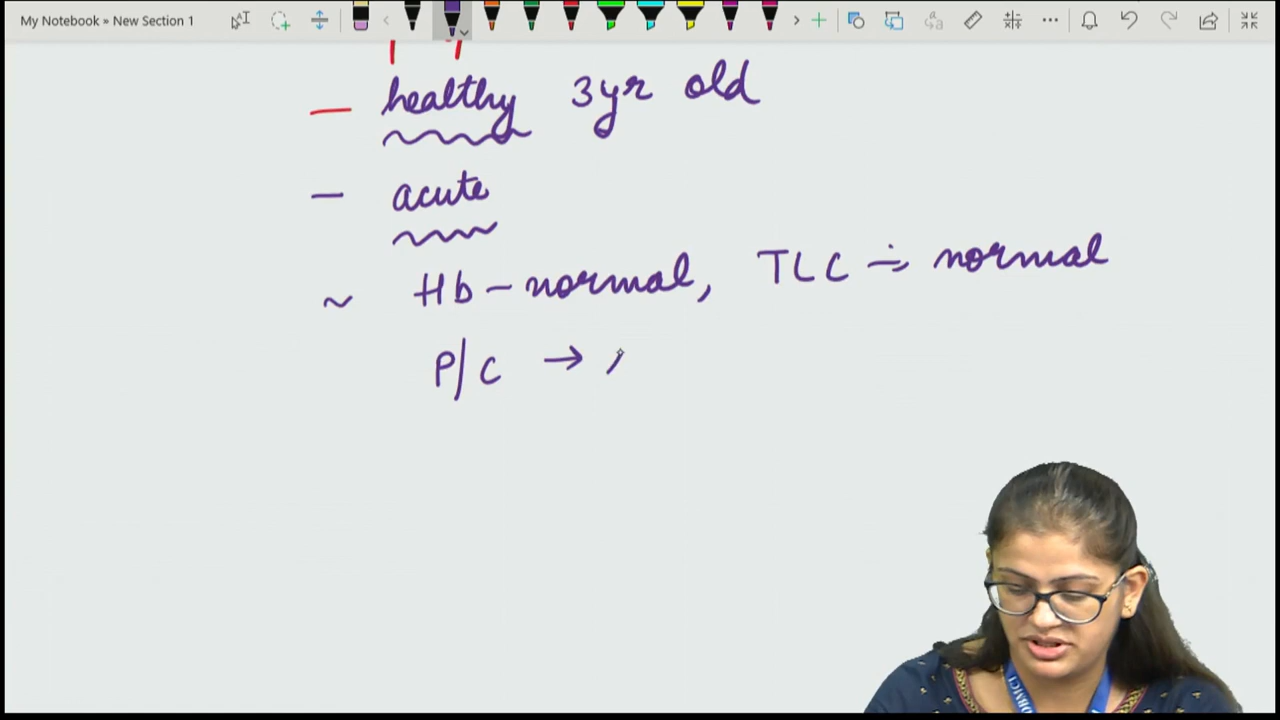 My Notebook » New Section 1
— healthy 3yr old
— acute
~ Hb - normal, TLC - normal
P/C →